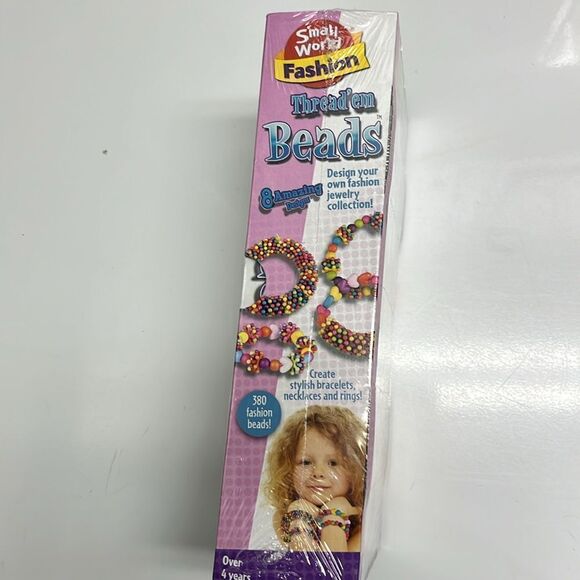 Small
World
Fashion
Thread'em
Beads
8 Amazing
Designs
Design your
own fashion
jewelry
collection!
Create
stylish bracelets,
necklaces and rings!
380
fashion
beads!
Over
4 years